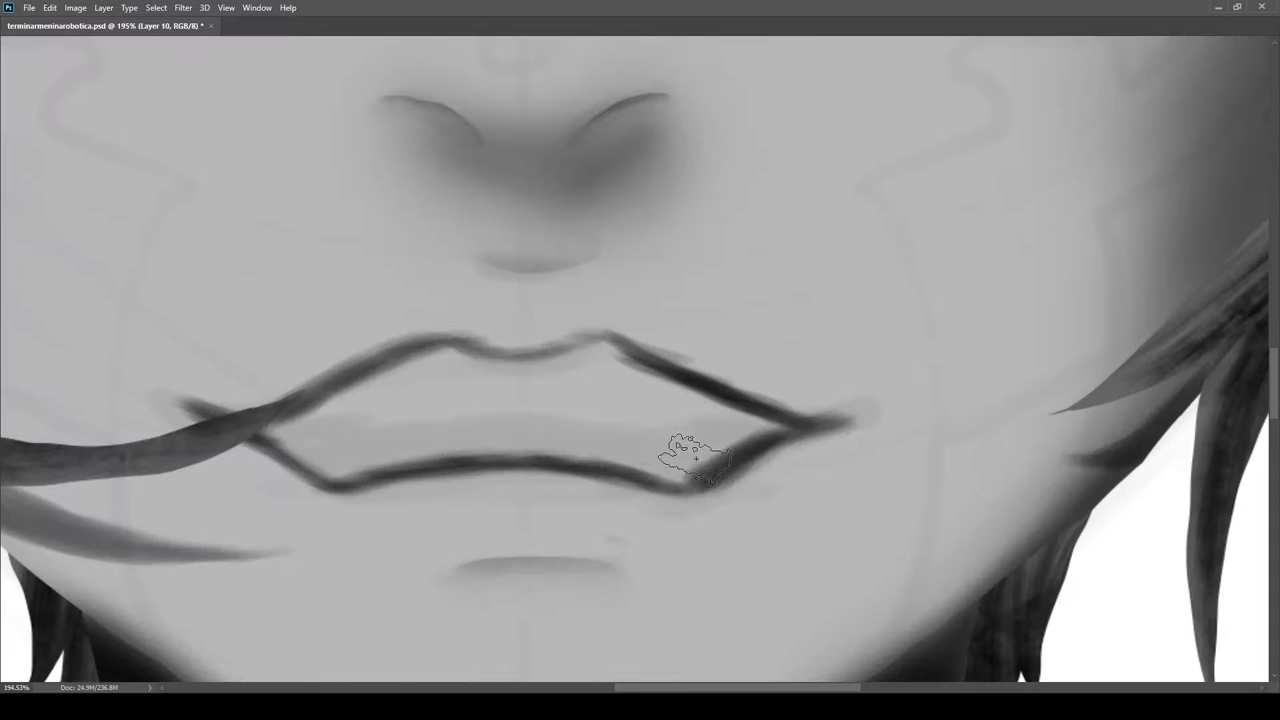 Ps File Edit Image Layer Type Select Filter 3D View Window Help
terminarmeninarobotica.psd @ 195% (Layer 10, RGB/8) *
194.53% Doc: 24.9M/236.8M